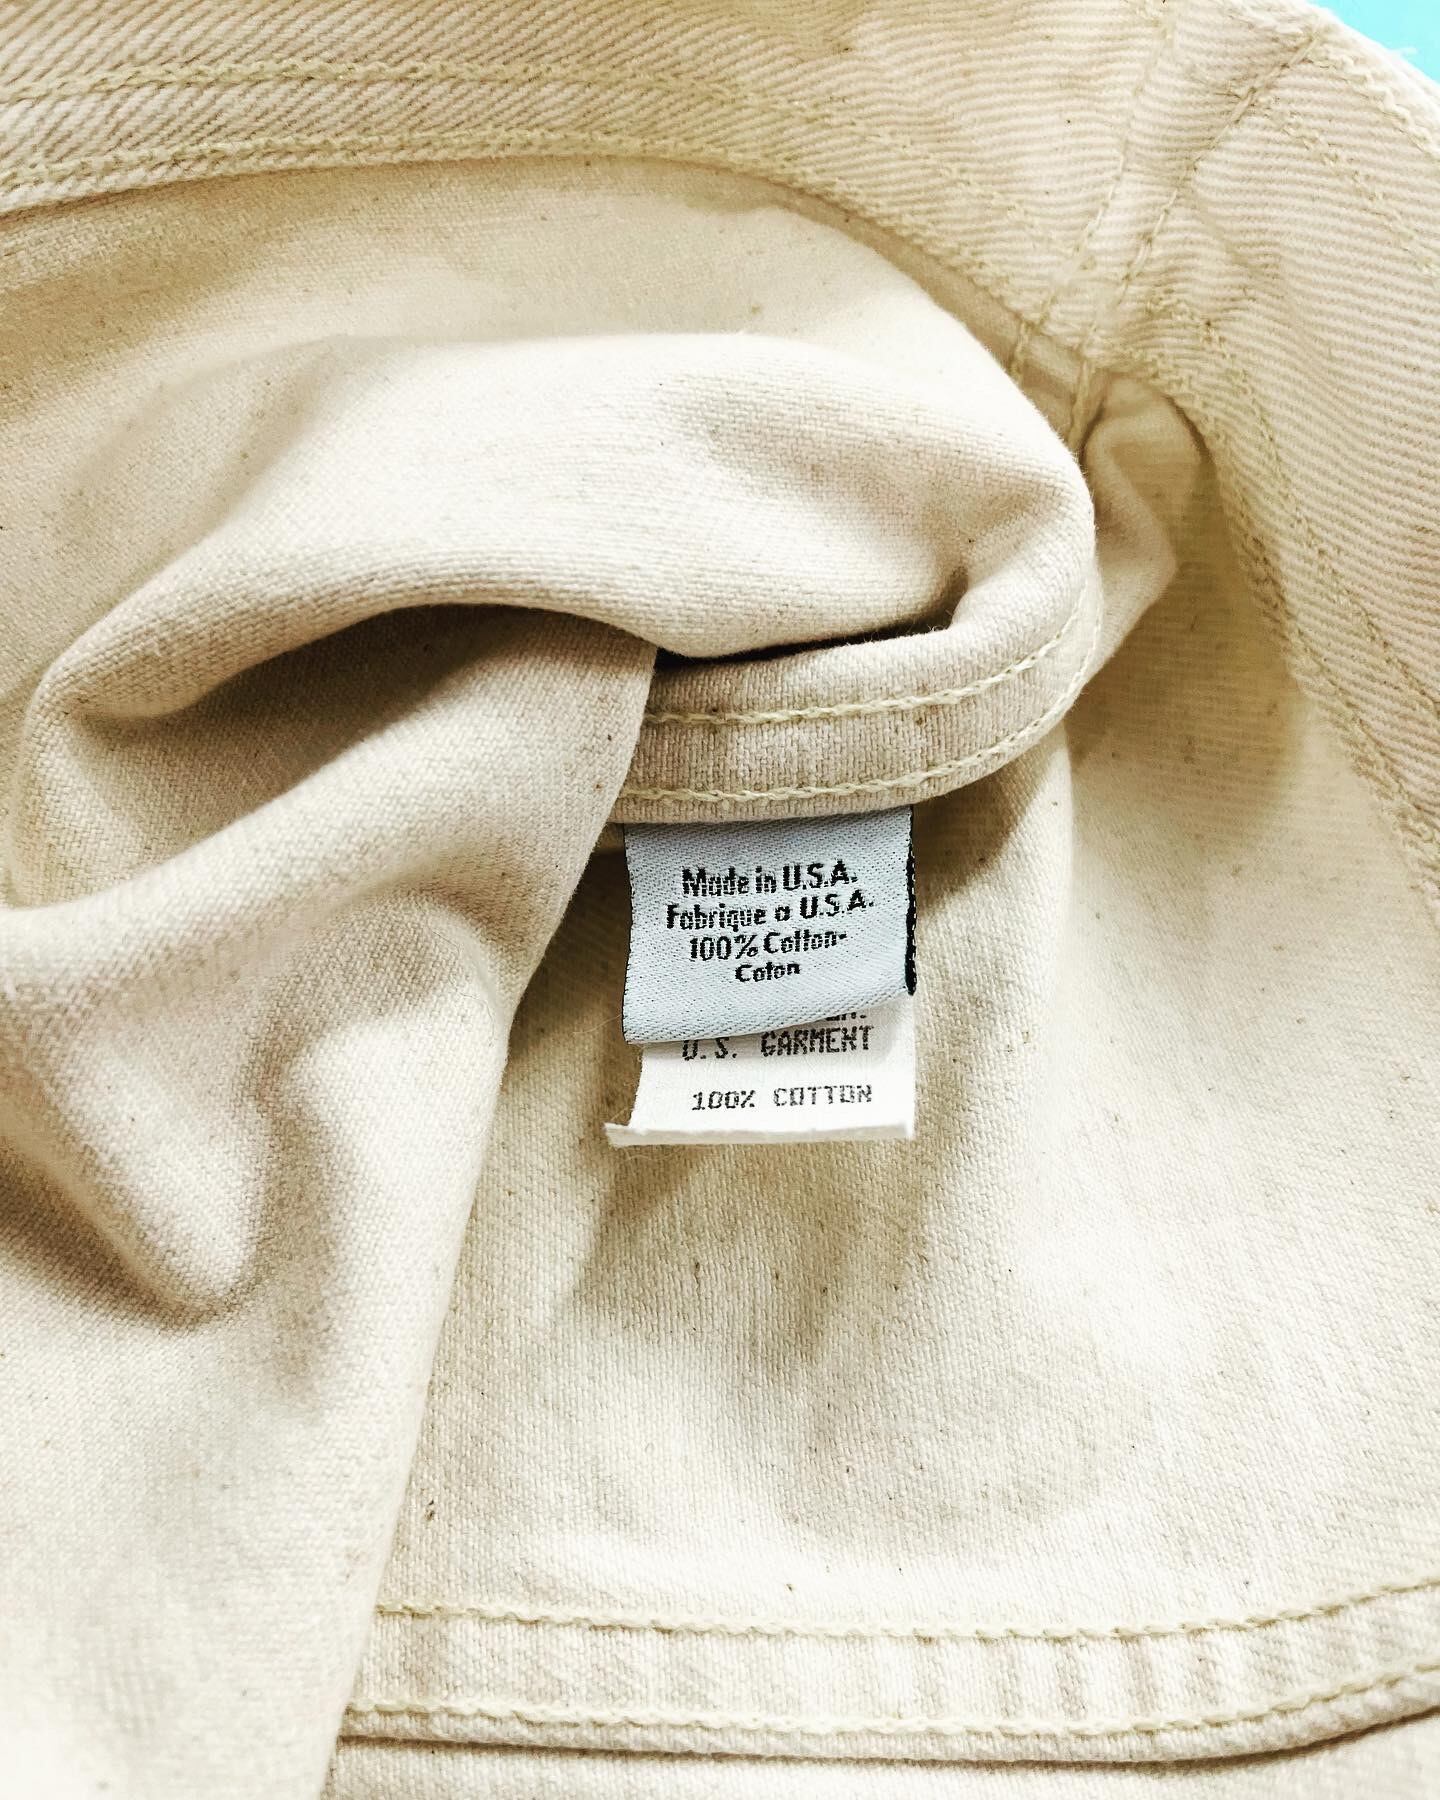 Made in U.S.A.
Fabrique a U.S.A.
100% Cotton-
Coton
U.S. GARMENT
100% COTTON